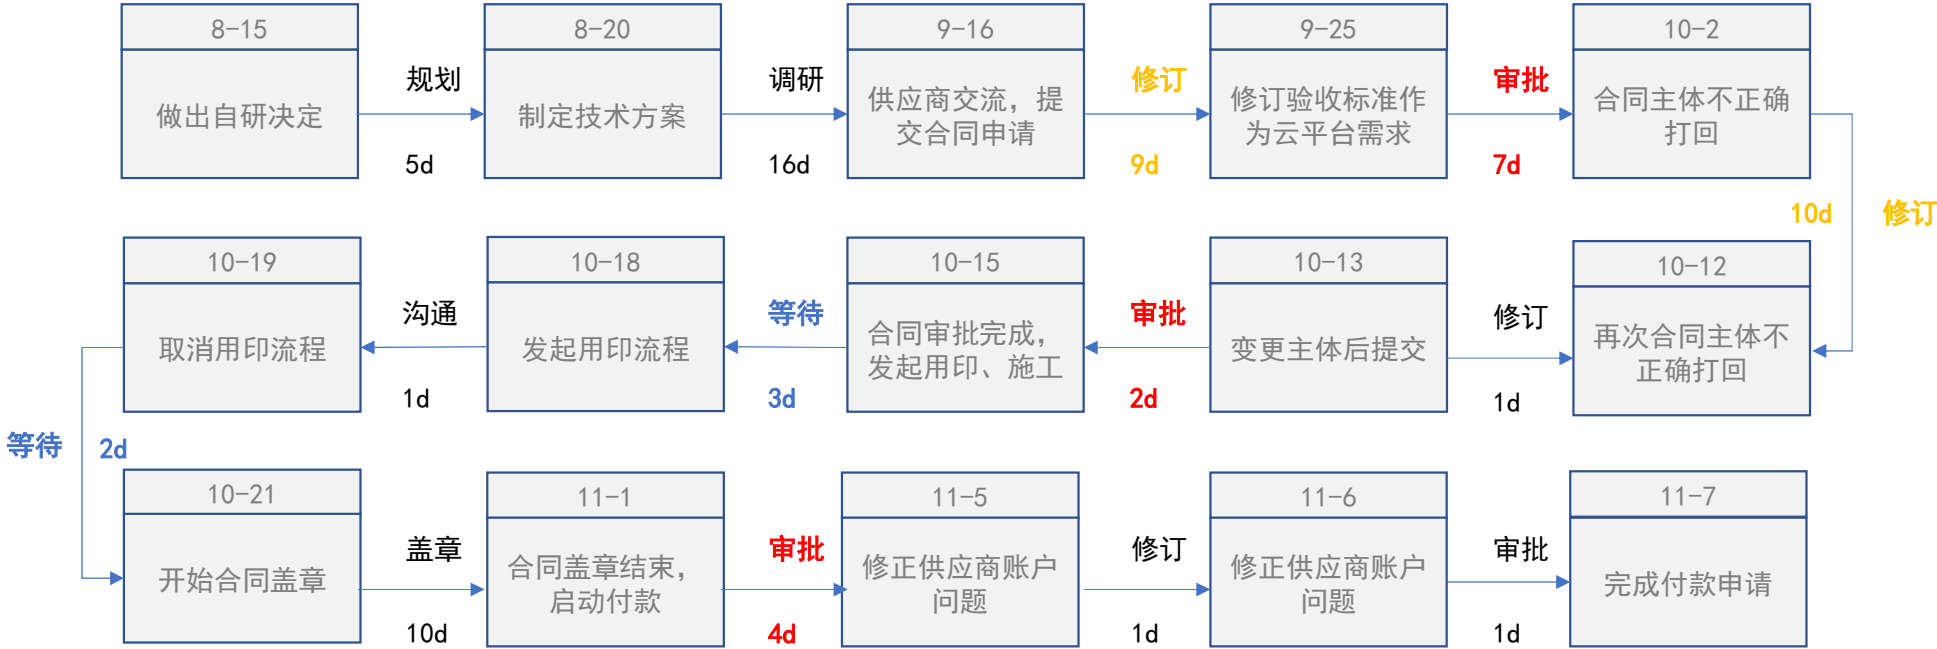 8-15
做出自研决定
规划
5d
8-20
制定技术方案
调研
16d
9-16
供应商交流，提
交合同申请
修订
9d
9-25
修订验收标准作
为云平台需求
审批
7d
10-2
合同主体不正确
打回
10d
修订
10-12
再次合同主体不
正确打回
修订
1d
10-13
变更主体后提交
审批
2d
10-15
合同审批完成，
发起用印、施工
等待
3d
10-18
发起用印流程
沟通
1d
10-19
取消用印流程
等待
2d
10-21
开始合同盖章
盖章
10d
11-1
合同盖章结束，
启动付款
审批
4d
11-5
修正供应商账户
问题
修订
1d
11-6
修正供应商账户
问题
审批
1d
11-7
完成付款申请